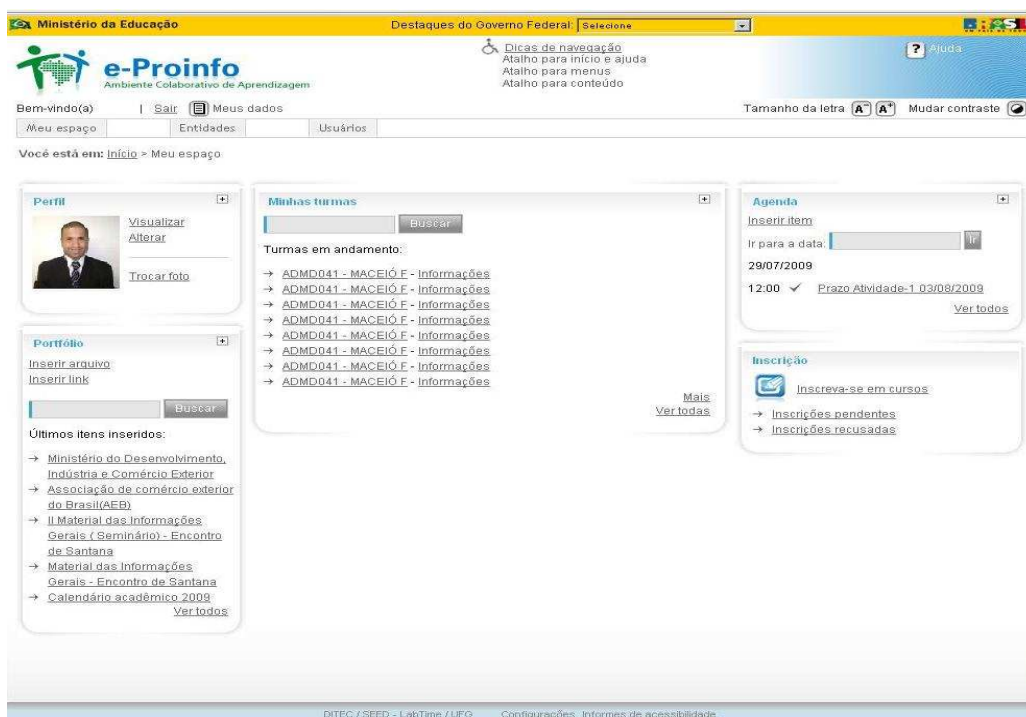 Ministério da Educação
Destaques do Governo Federal: Selecione
BRASIL
e-Proinfo
Ambiente Colaborativo de Aprendizagem
Dicas de navegação
Atalho para início e ajuda
Atalho para menus
Atalho para conteúdo
? Ajuda
Bem-vindo(a) | Sair Meus dados
Tamanho da letra A- A+ Mudar contraste
Meu espaço Entidades Usuários
Você está em: Início > Meu espaço
Perfil
Visualizar
Alterar
Trocar foto
Portfólio
Inserir arquivo
Inserir link
Buscar
Últimos itens inseridos:
→ Ministério do Desenvolvimento,
Indústria e Comércio Exterior
→ Associação de comércio exterior
do Brasil(AEB)
→ II Material das Informações
Gerais ( Seminário) - Encontro
de Santana
→ Material das Informações
Gerais - Encontro de Santana
→ Calendário acadêmico 2009
Ver todos
Minhas turmas
Buscar
Turmas em andamento:
→ ADMD041 - MACEIÓ F - Informações
→ ADMD041 - MACEIÓ F - Informações
→ ADMD041 - MACEIÓ F - Informações
→ ADMD041 - MACEIÓ F - Informações
→ ADMD041 - MACEIÓ F - Informações
→ ADMD041 - MACEIÓ F - Informações
→ ADMD041 - MACEIÓ F - Informações
→ ADMD041 - MACEIÓ F - Informações
Mais
Ver todas
Agenda
Inserir item
Ir para a data: Ir
29/07/2009
12:00 ✓ Prazo Atividade-1 03/08/2009
Ver todos
Inscrição
Inscreva-se em cursos
→ Inscrições pendentes
→ Inscrições recusadas
DITEC / SEED - LabTime / UFG Configurações Informes de acessibilidade